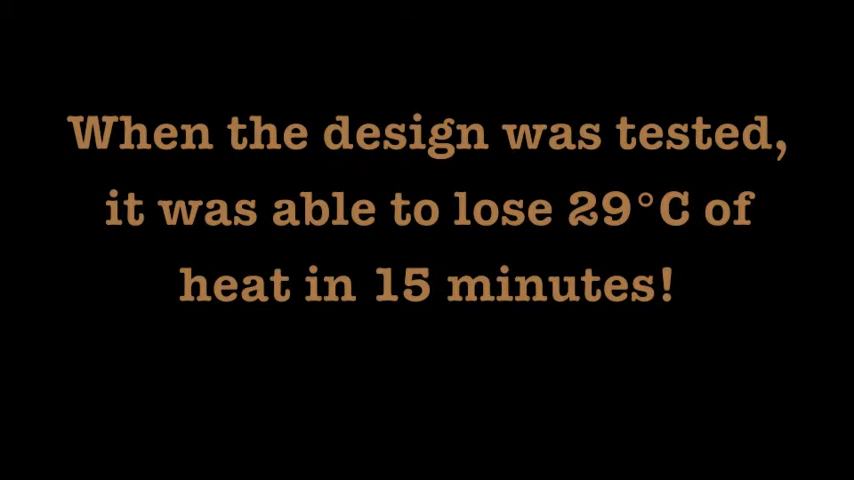 When the design was tested,
it was able to lose 29°C of
heat in 15 minutes!